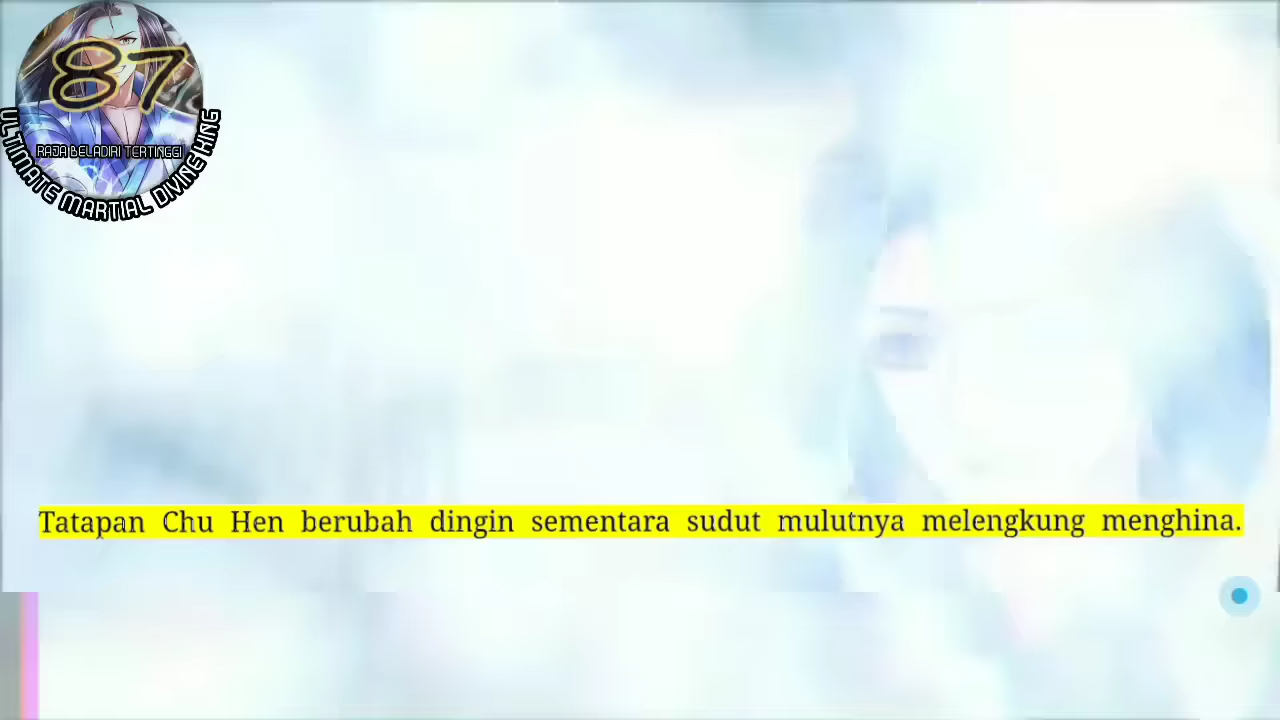 87
RAJA BELADIRI TERTINGGI
ULTIMATE MARTIAL DIVINE KING
Tatapan Chu Hen berubah dingin sementara sudut mulutnya melengkung menghina.